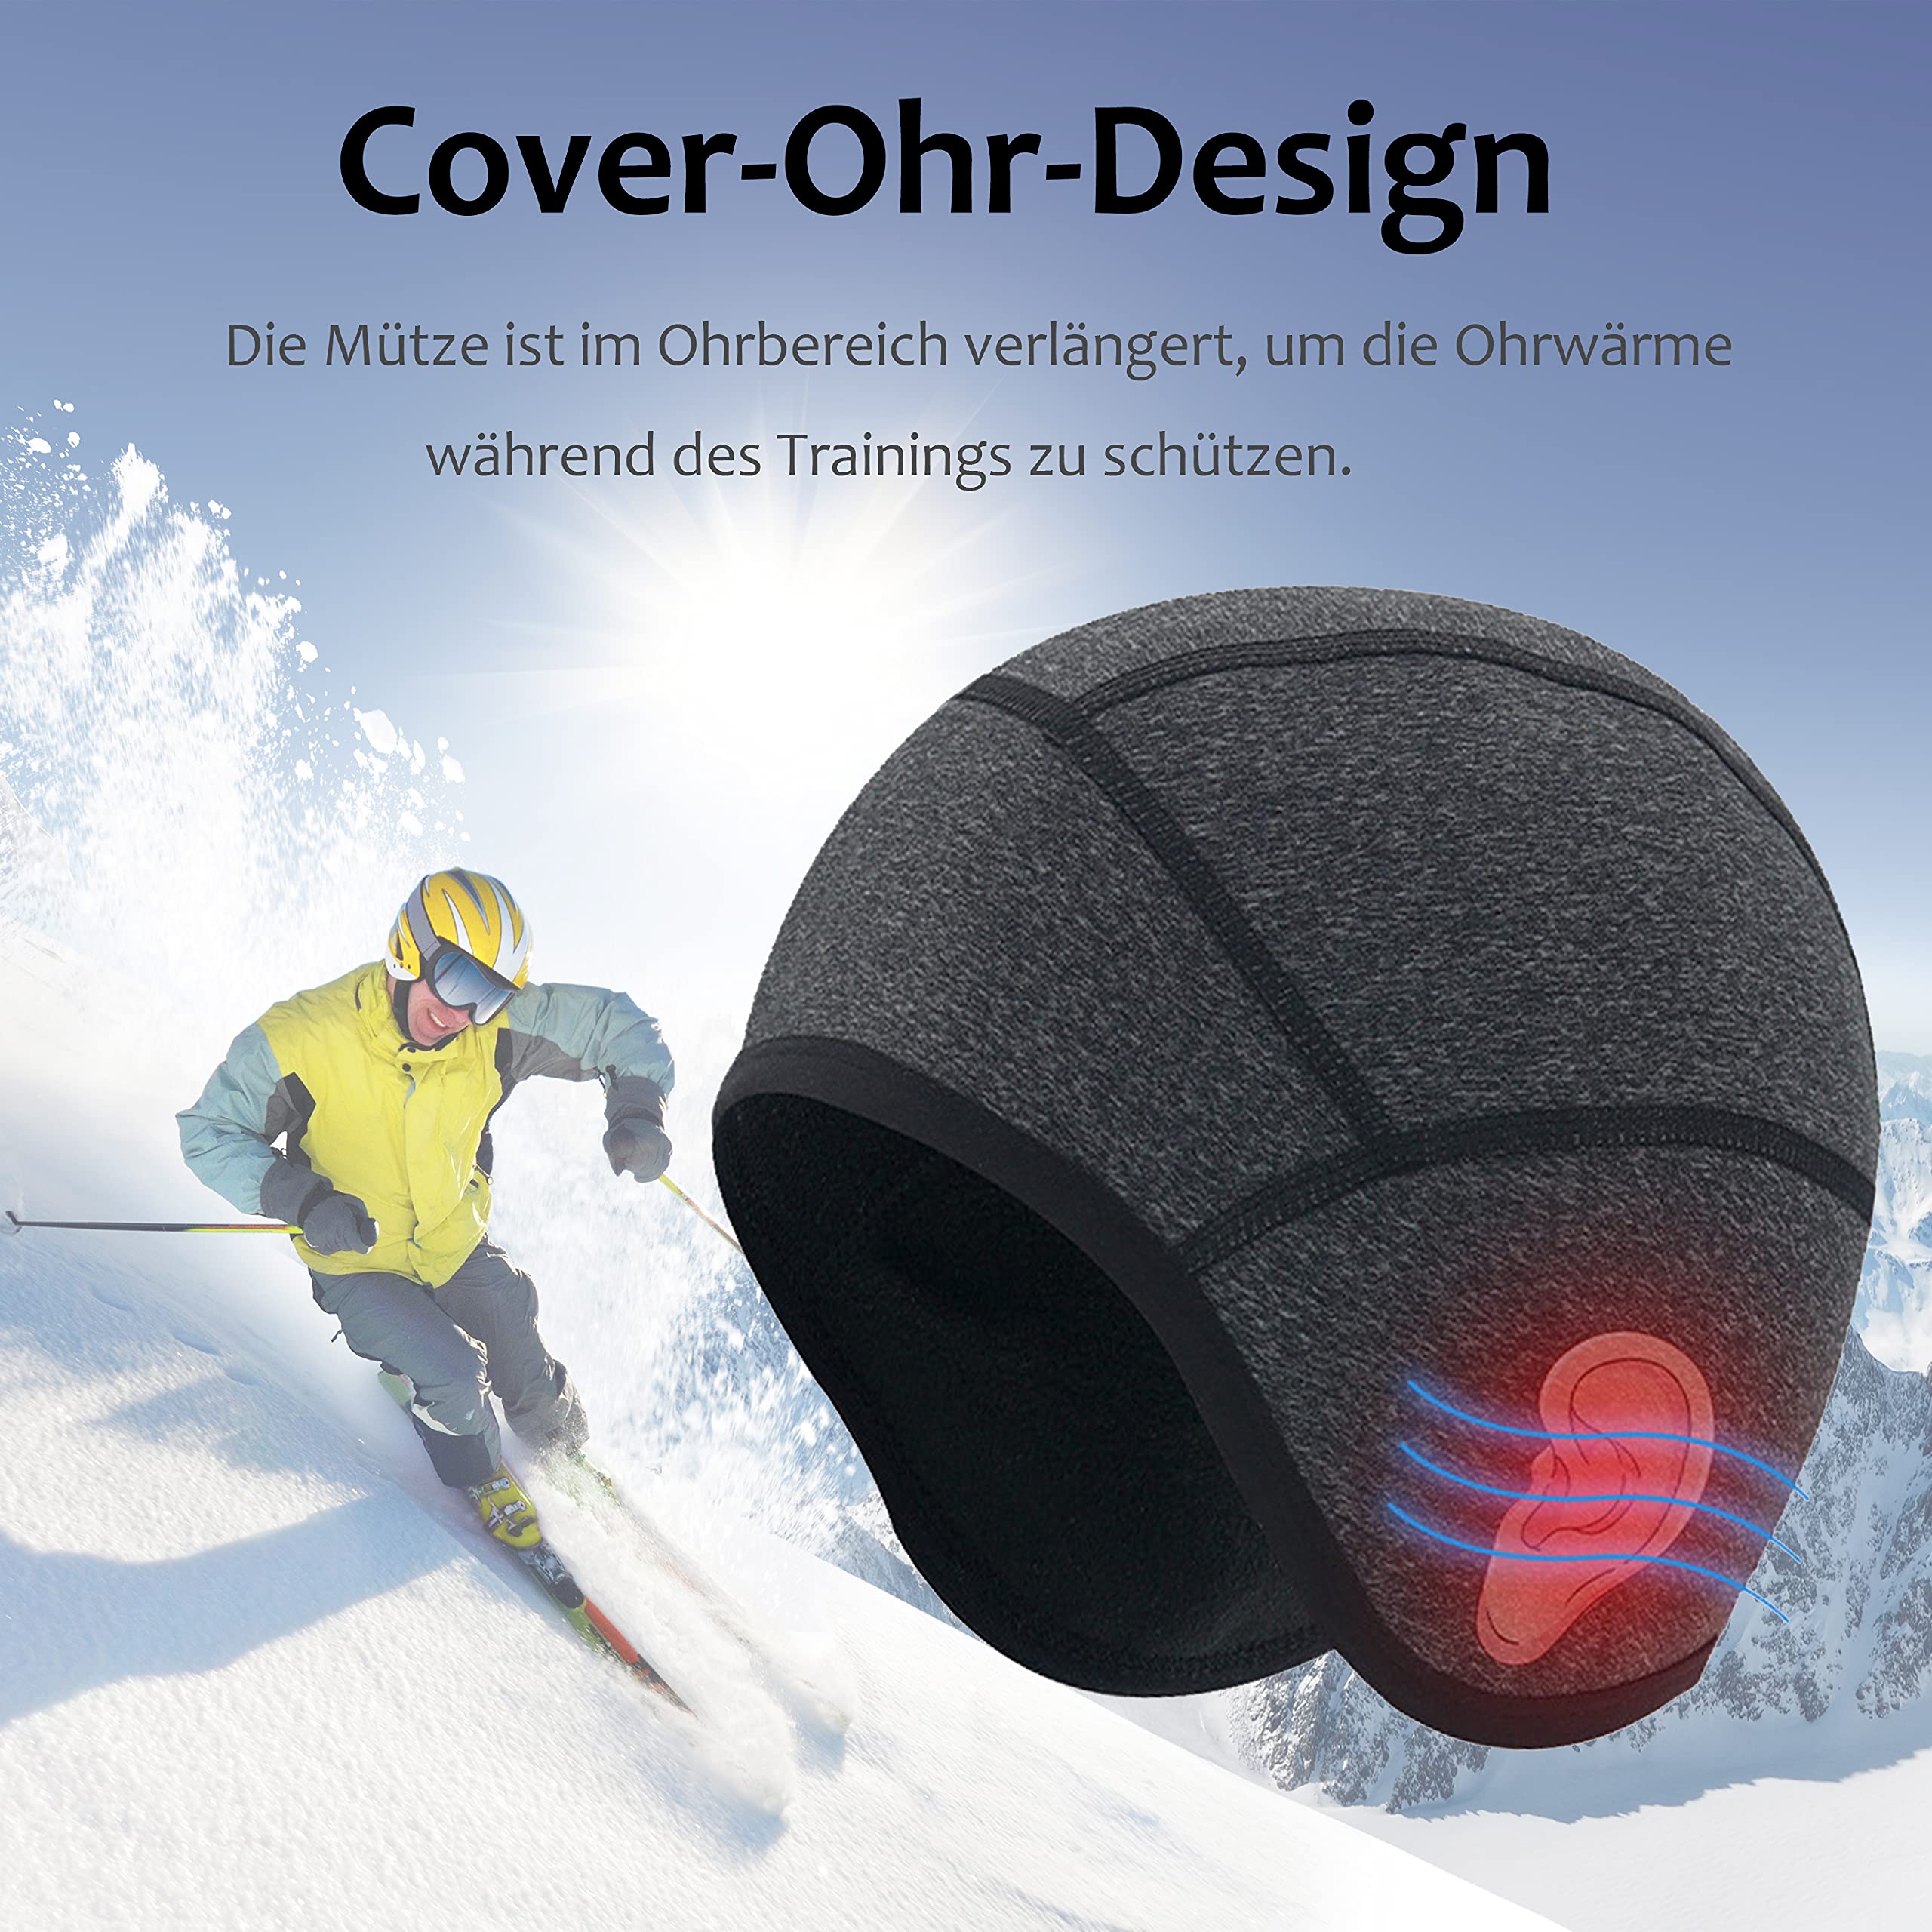 Cover-Ohr-Design
Die Mütze ist im Ohrbereich verlängert, um die Ohrwärme
während des Trainings zu schützen.